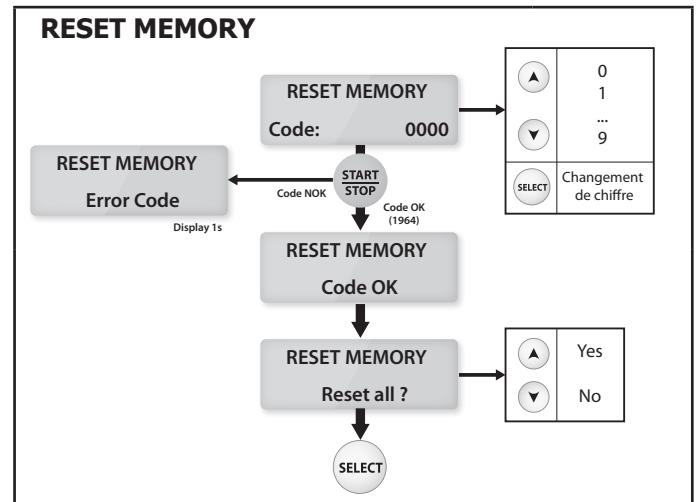 RESET MEMORY
RESET MEMORY
Code: 0000
0
1
...
9
SELECT
Changement
de chiffre
START
STOP
Code NOK
Code OK
(1964)
RESET MEMORY
Error Code
Display 1s
RESET MEMORY
Code OK
RESET MEMORY
Reset all ?
Yes
No
SELECT